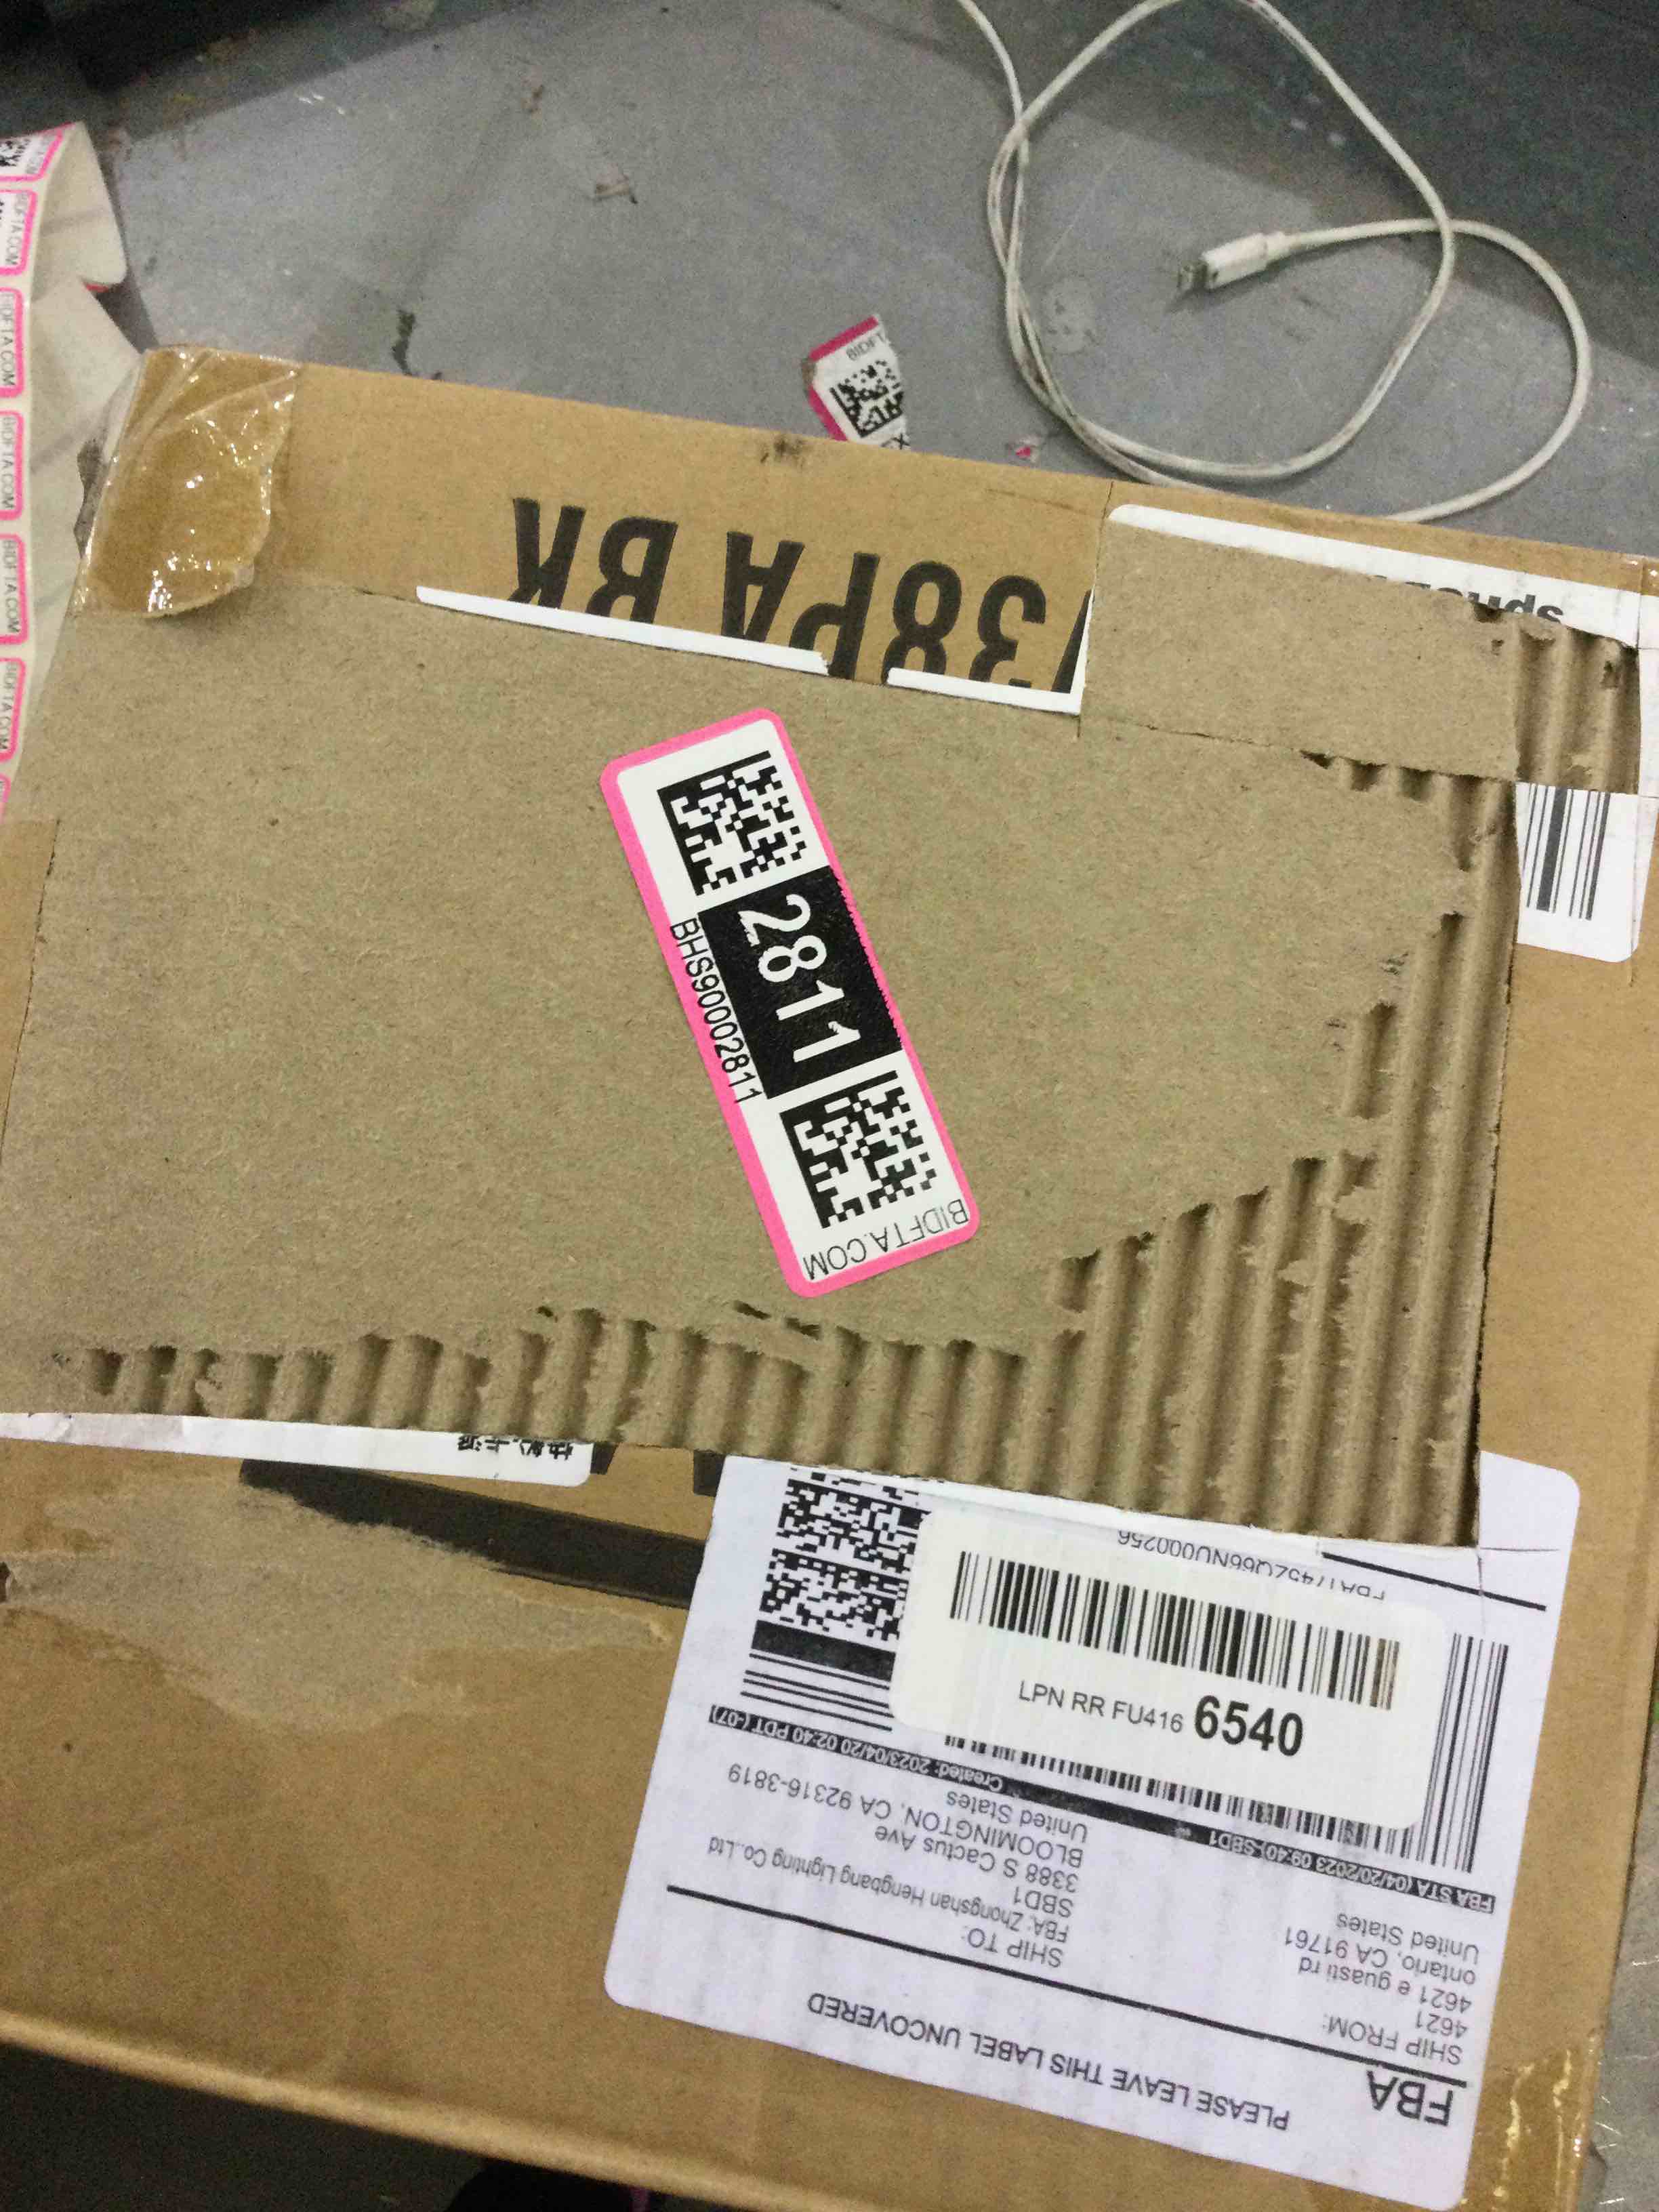 38PA BK
2811
BHS90002811
BIDFTA.COM
BIDFTA.COM
BIDFTA.COM
BIDFTA.COM
BIDFTA.COM
BIDFTA.COM
LPN RR FU416 6540
FBA
PLEASE LEAVE THIS LABEL UNCOVERED
SHIP FROM:
4621
4621 e guasti rd
ontario, CA 91761
United States
SHIP TO:
FBA: Zhongshan Hengbang Lighting Co.,Ltd
SBD1
3388 S Cactus Ave
BLOOMINGTON, CA 92316-3819
United States
FBA STA (04/20/2023 09:40)-SBD1
Created: 2023/04/20 02:40 PDT (-07)